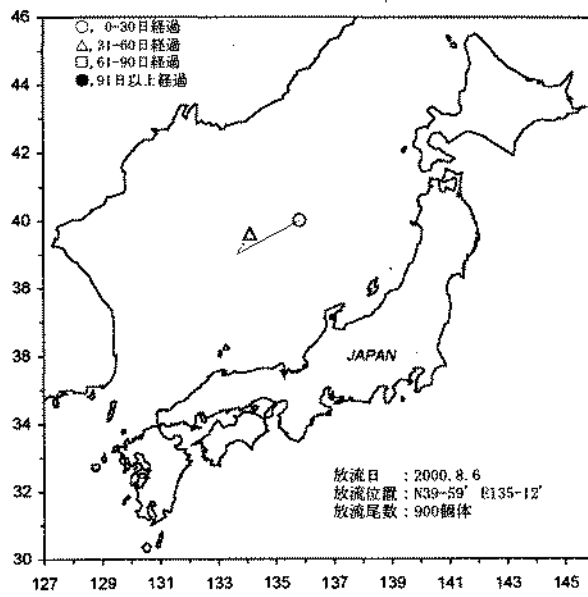 46
44
42
40
38
36
34
32
30
○, 0-30日経過
△, 31-60日経過
□, 61-90日経過
●, 91日以上経過
JAPAN
放流日 : 2000.8.6
放流位置 : N39-59' E135-12'
放流尾数 : 900個体
127 129 131 133 135 137 139 141 143 145